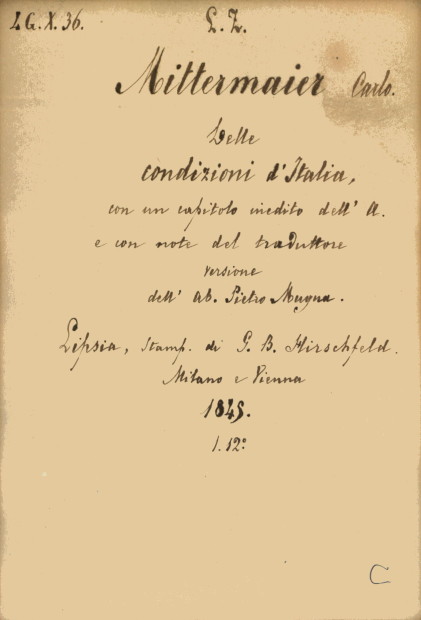 LG.X.36. L. Z.
Mittermaier Carlo.
Delle
condizioni d'Italia,
con un capitolo inedito dell' A.
e con note del traduttore
versione
dell' ab. Pietro Mugna.
Lipsia, Stamp. di G. B. Hirschfeld.
Milano e Vienna
1845.
1.12°
C